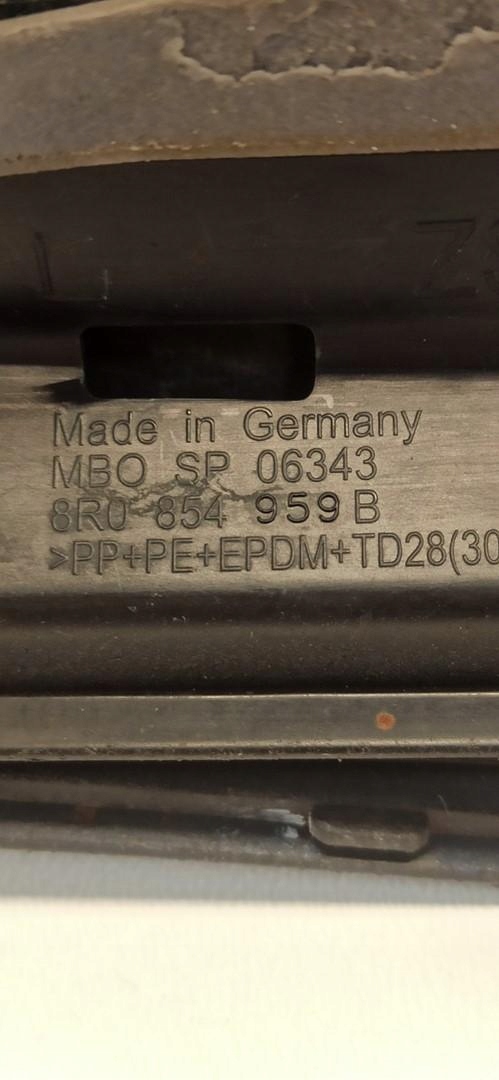 Made in Germany
MBO SP 06343
8R0 854 959 B
>PP+PE+EPDM+TD28(30